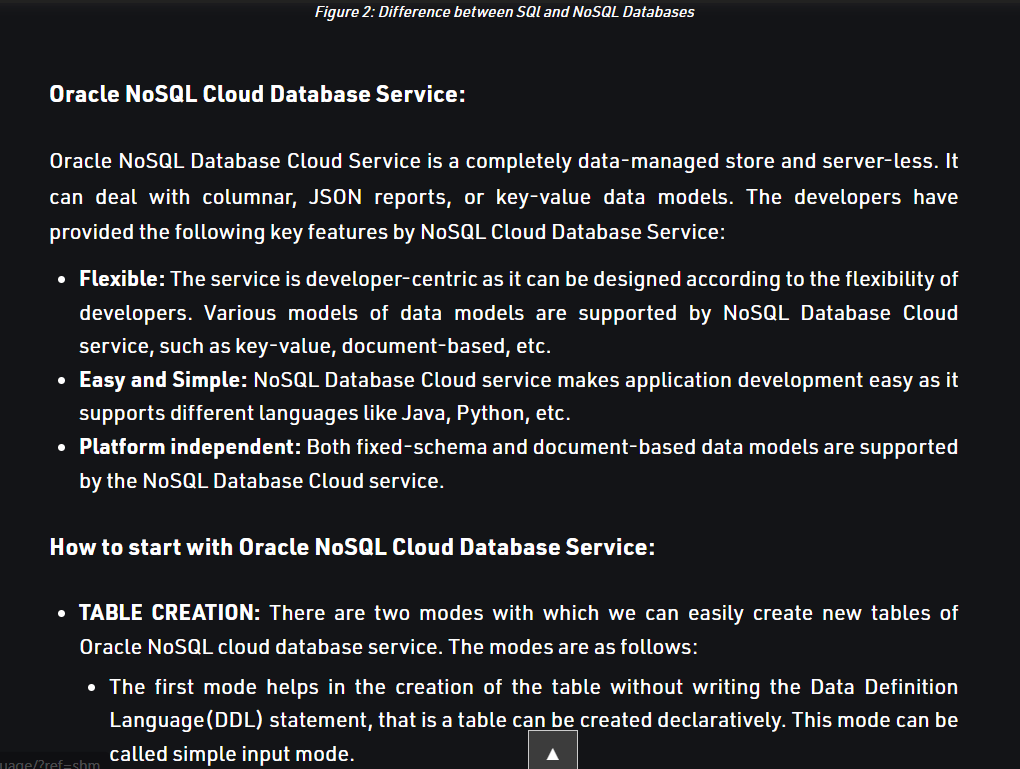 Figure 2: Difference between SQl and NoSQL Databases
Oracle NoSQL Cloud Database Service:
Oracle NoSQL Database Cloud Service is a completely data-managed store and server-less. It
can deal with columnar, JSON reports, or key-value data models. The developers have
provided the following key features by NoSQL Cloud Database Service:
• Flexible: The service is developer-centric as it can be designed according to the flexibility of
developers. Various models of data models are supported by NoSQL Database Cloud
service, such as key-value, document-based, etc.
• Easy and Simple: NoSQL Database Cloud service makes application development easy as it
supports different languages like Java, Python, etc.
• Platform independent: Both fixed-schema and document-based data models are supported
by the NoSQL Database Cloud service.
How to start with Oracle NoSQL Cloud Database Service:
• TABLE CREATION: There are two modes with which we can easily create new tables of
Oracle NoSQL cloud database service. The modes are as follows:
• The first mode helps in the creation of the table without writing the Data Definition
Language(DDL) statement, that is a table can be created declaratively. This mode can be
called simple input mode.
uage/?ref=shm